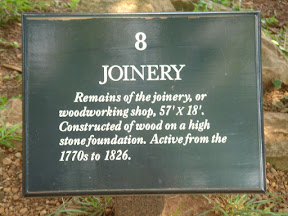 8
JOINERY
Remains of the joinery, or
woodworking shop, 57' X 18'.
Constructed of wood on a high
stone foundation. Active from the
1770s to 1826.